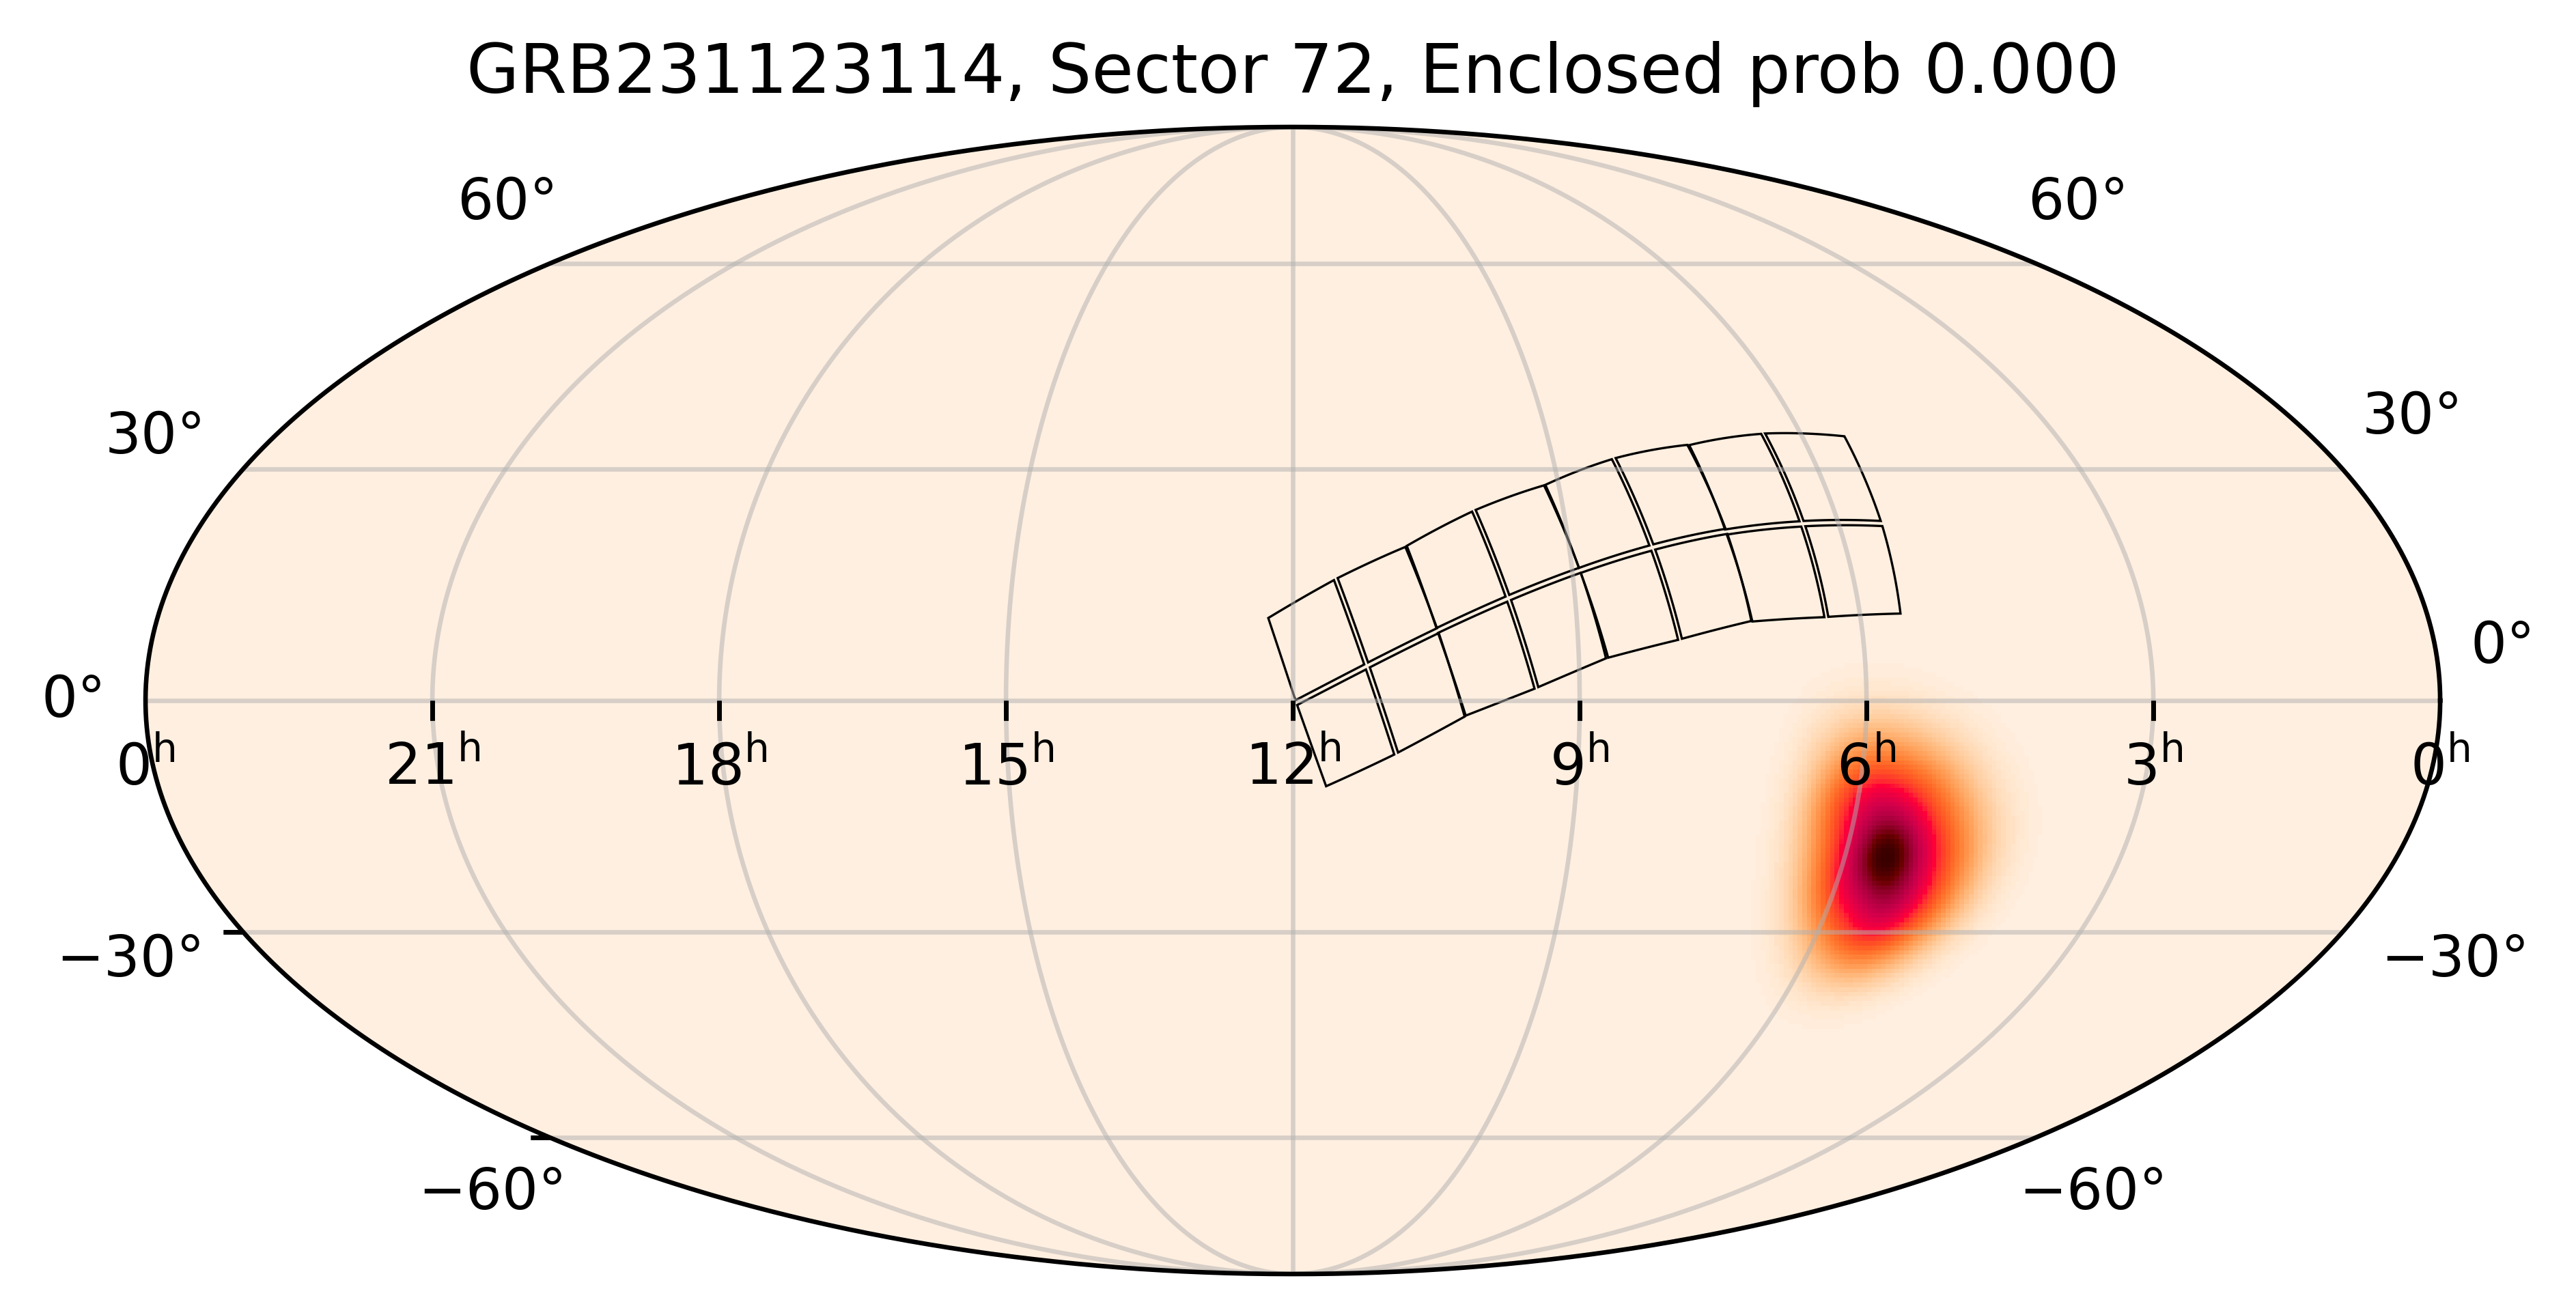 GRB231123114, Sector 72, Enclosed prob 0.000
60° 60°
30° 30°
0° 0°
0ʰ 21ʰ 18ʰ 15ʰ 12ʰ 9ʰ 6ʰ 3ʰ 0ʰ
−30° −30°
−60° −60°